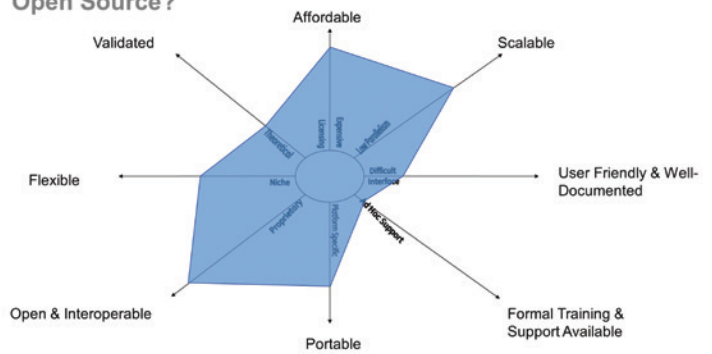 Open Source?
Affordable
Validated
Scalable
Expensive
Licensing
Low Parallelism
Theoretical
Difficult
Interface
Flexible
Niche
User Friendly & Well-
Documented
Proprietary
Platform Specific
Ad Hoc Support
Open & Interoperable
Formal Training &
Support Available
Portable